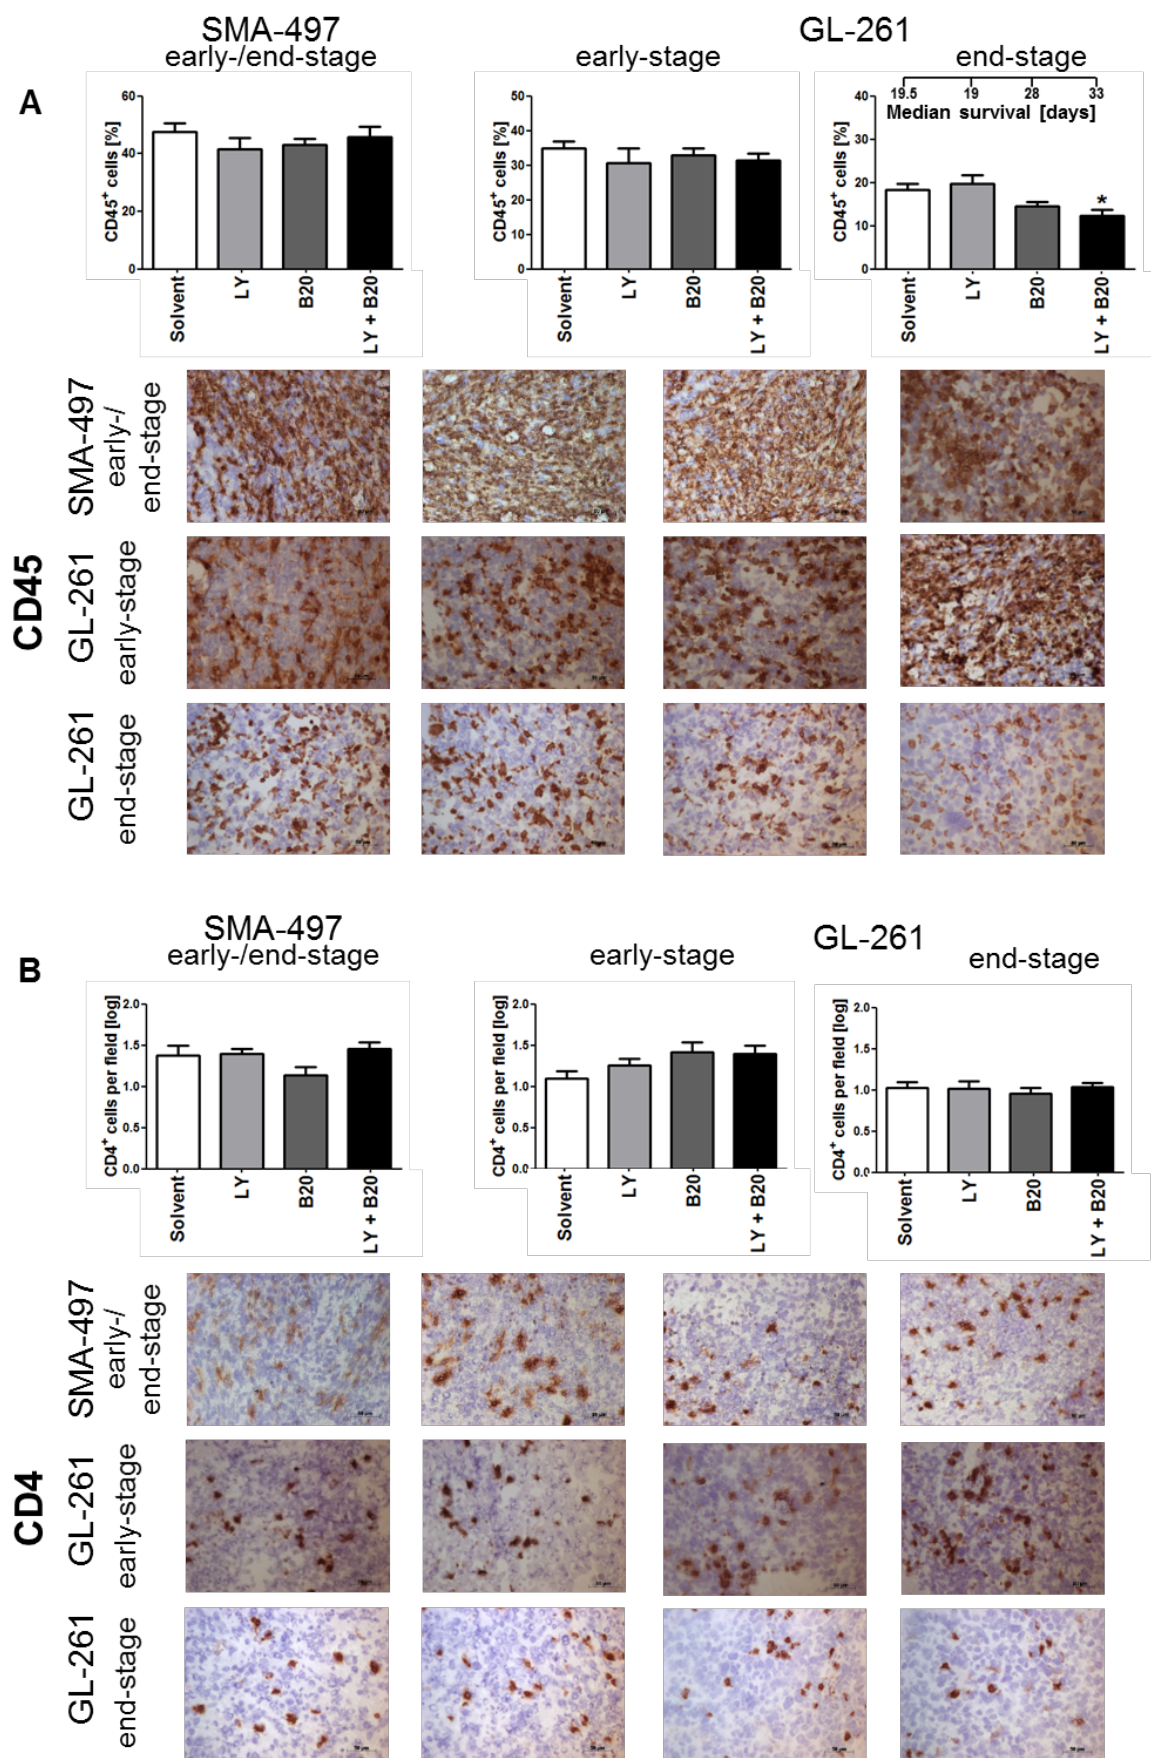 SMA-497
early-/end-stage
GL-261
early-stage
end-stage
A
60
40
20
0
CD45+ cells [%]
Solvent
LY
B20
LY + B20
50
40
30
20
10
0
CD45+ cells [%]
Solvent
LY
B20
LY + B20
19.5 19 28 33
Median survival [days]
40
30
20
10
0
CD45+ cells [%]
*
Solvent
LY
B20
LY + B20
CD45
SMA-497
early-/
end-stage
GL-261
early-stage
GL-261
end-stage
SMA-497
early-/end-stage
GL-261
early-stage
end-stage
B
2.0
1.5
1.0
0.5
0.0
CD4+ cells per field [log]
Solvent
LY
B20
LY + B20
2.0
1.5
1.0
0.5
0.0
CD4+ cells per field [log]
Solvent
LY
B20
LY + B20
2.0
1.5
1.0
0.5
0.0
CD4+ cells per field [log]
Solvent
LY
B20
LY + B20
CD4
SMA-497
early-/
end-stage
GL-261
early-stage
GL-261
end-stage